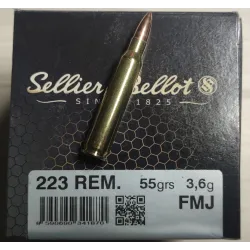 Sellier Bellot
SINCE 1825
223 REM. 55grs 3,6g
FMJ